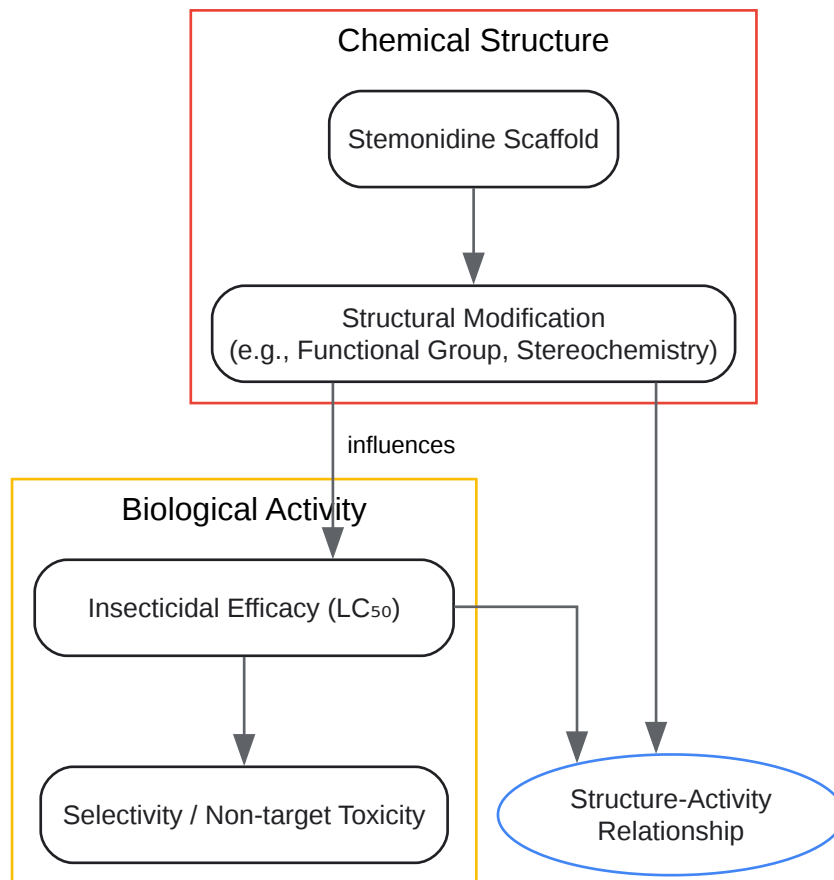 Chemical Structure
Stemonidine Scaffold
Structural Modification
(e.g., Functional Group, Stereochemistry)
influences
Biological Activity
Insecticidal Efficacy (LC₅₀)
Selectivity / Non-target Toxicity
Structure-Activity
Relationship